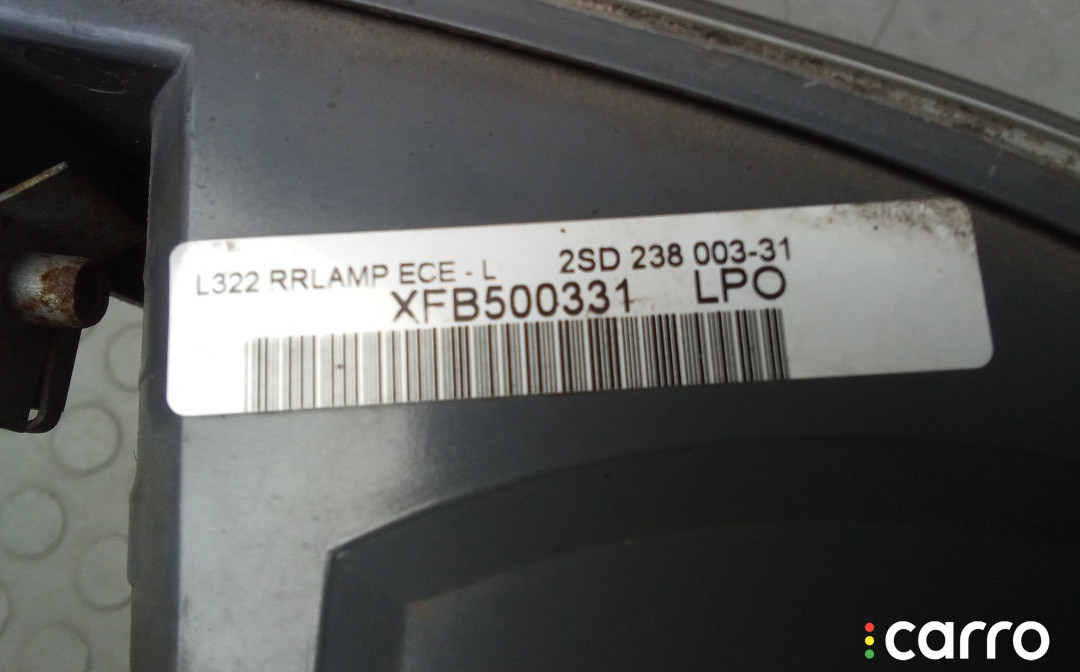 L322 RRLAMP ECE - L 2SD 238 003-31
XFB500331 LPO
carro